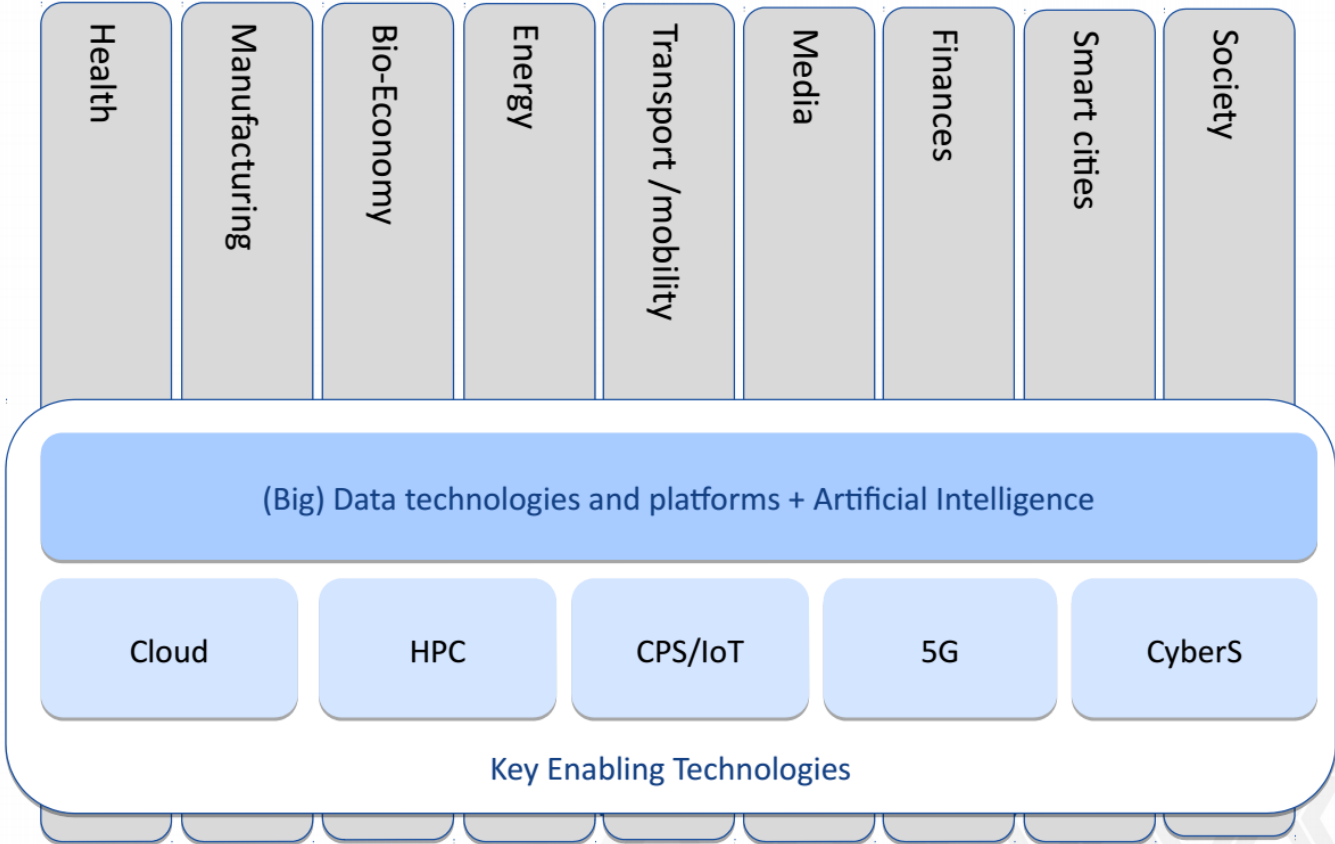 Health
Manufacturing
Bio-Economy
Energy
Transport /mobility
Media
Finances
Smart cities
Society
(Big) Data technologies and platforms + Artificial Intelligence
Cloud
HPC
CPS/IoT
5G
CyberS
Key Enabling Technologies